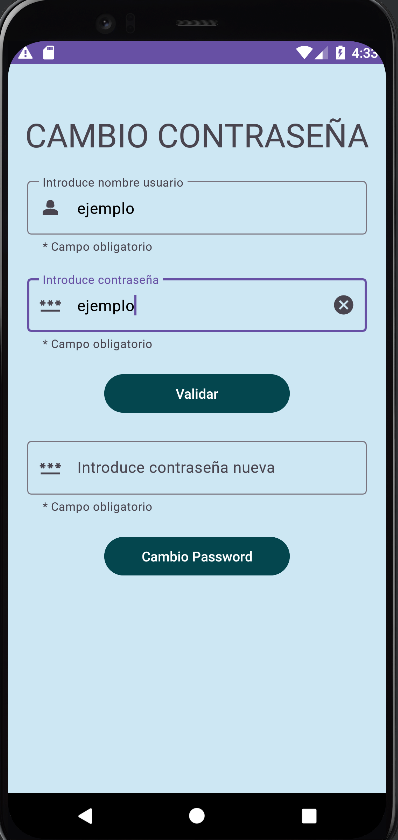 4:33
CAMBIO CONTRASEÑA
Introduce nombre usuario
ejemplo
* Campo obligatorio
Introduce contraseña
ejemplo
* Campo obligatorio
Validar
Introduce contraseña nueva
* Campo obligatorio
Cambio Password